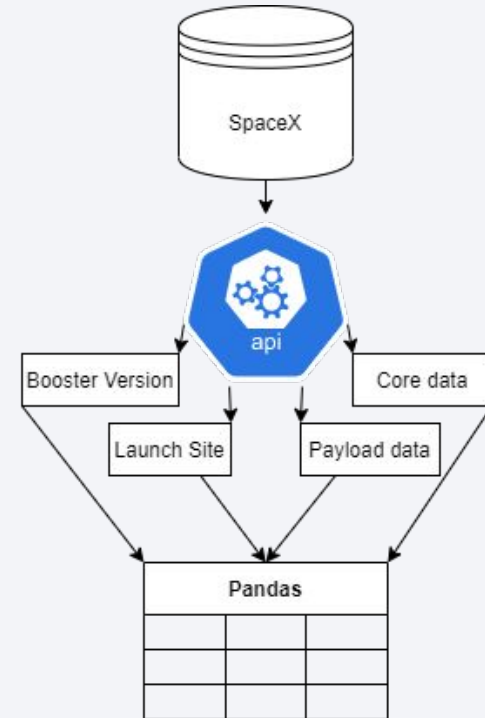 SpaceX
api
Booster Version
Core data
Launch Site
Payload data
Pandas